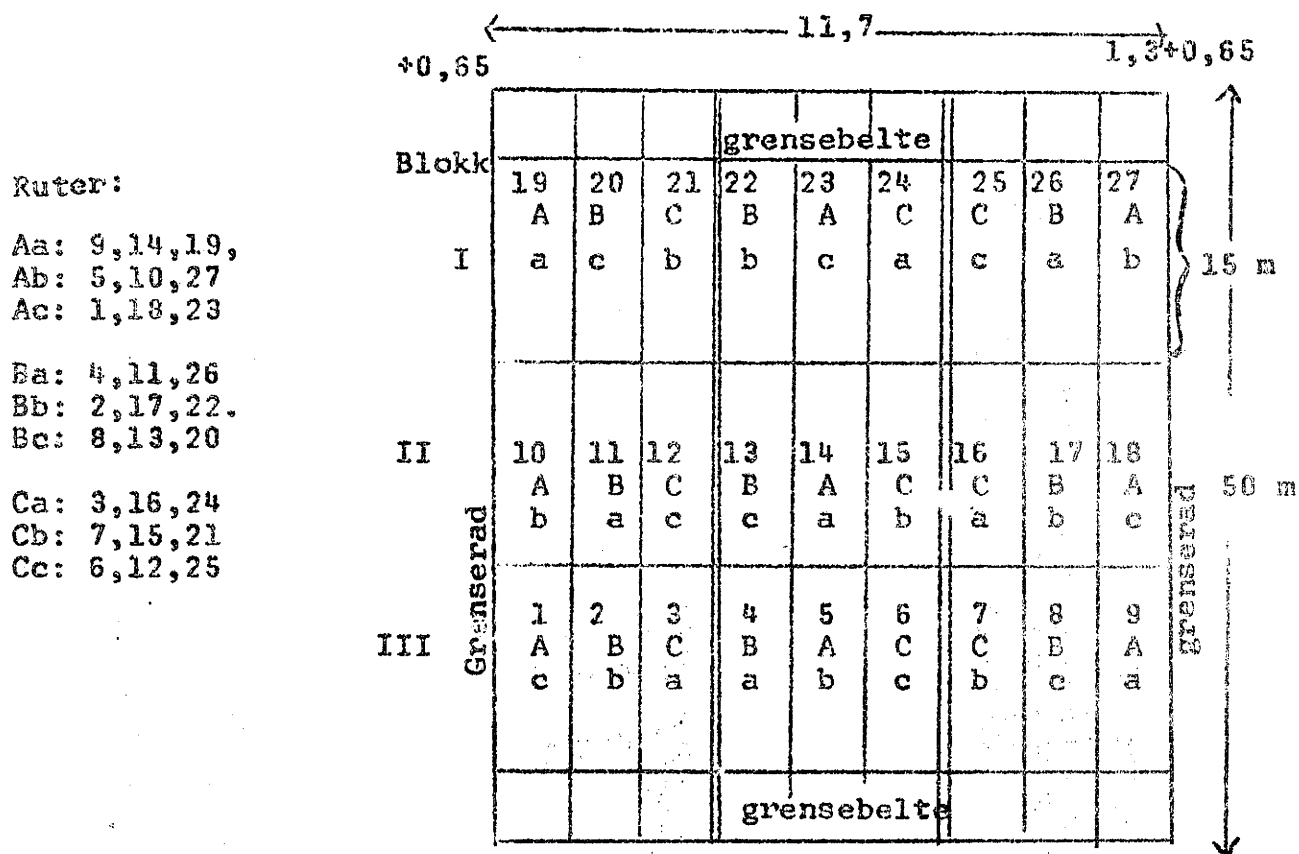 11,7
1,3+0,65
+0,65
grensebelte
Blokk
Ruter:
Aa: 9,14,19,
Ab: 5,10,27
Ac: 1,18,23
Ba: 4,11,26
Bb: 2,17,22.
Bc: 8,13,20
Ca: 3,16,24
Cb: 7,15,21
Cc: 6,12,25
19 20 21 22 23 24 25 26 27
A B C B A C C B A
I a c b b c a c a b 15 m
II 10 11 12 13 14 15 16 17 18
A B C B A C C B A 50 m
b a c c a b a b c
Grenserad
grenserad
1 2 3 4 5 6 7 8 9
III A B C B A C C B A
c b a a b c b c a
grensebelte